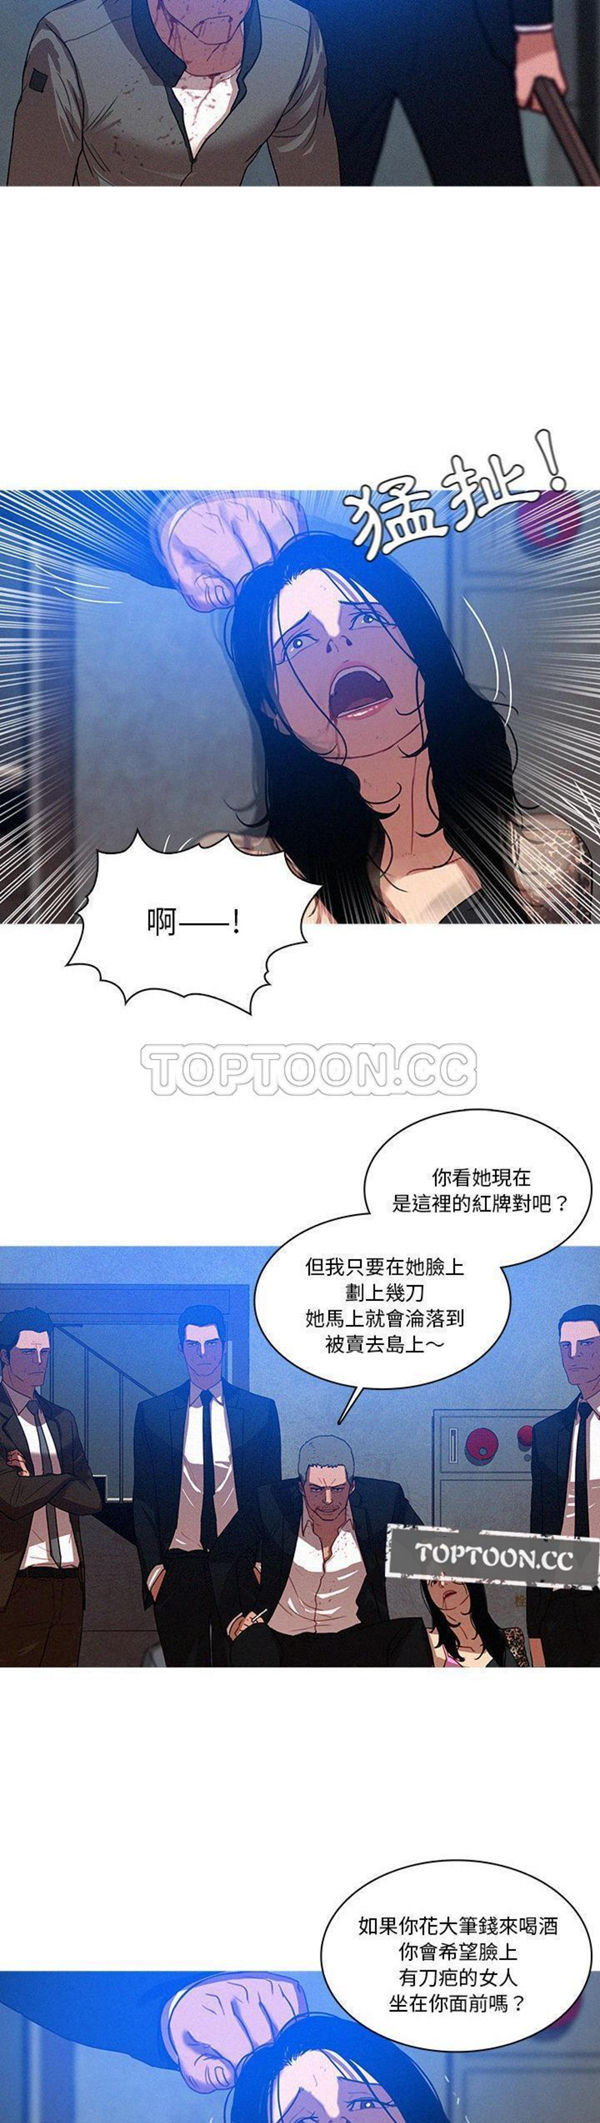 猛扯！
啊——！
TOPTOON.CC
你看她現在
是這裡的紅牌對吧？
但我只要在她臉上
劃上幾刀
她馬上就會淪落到
被賣去島上～
TOPTOON.CC
如果你花大筆錢來喝酒
你會希望臉上
有刀疤的女人
坐在你面前嗎？